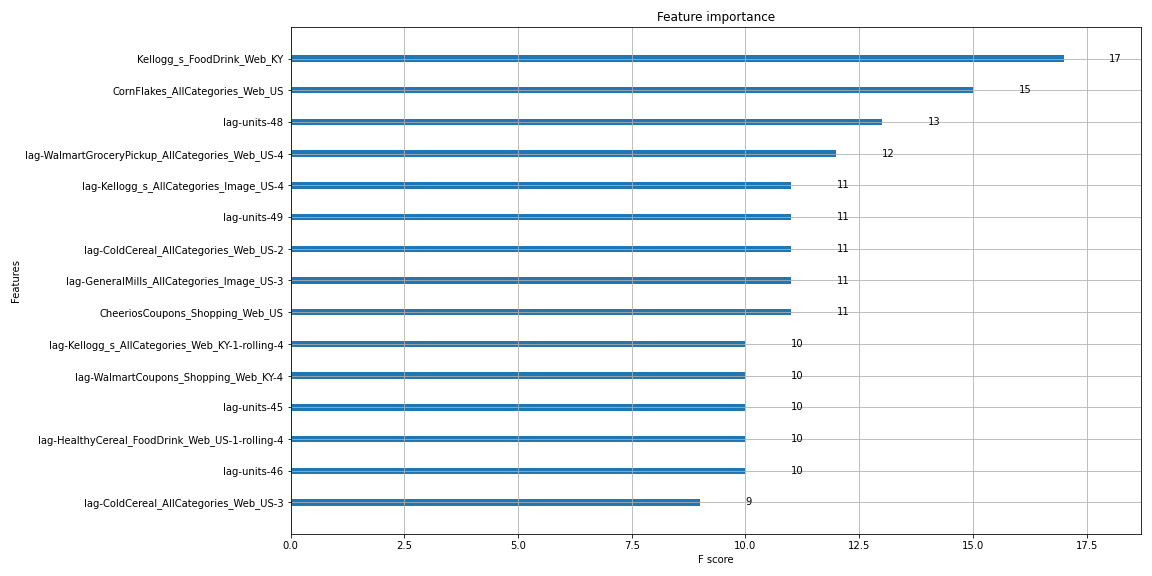 Feature importance
Kellogg_s_FoodDrink_Web_KY 17
CornFlakes_AllCategories_Web_US 15
lag-units-48 13
lag-WalmartGroceryPickup_AllCategories_Web_US-4 12
lag-Kellogg_s_AllCategories_Image_US-4 11
lag-units-49 11
lag-ColdCereal_AllCategories_Web_US-2 11
lag-GeneralMills_AllCategories_Image_US-3 11
CheeriosCoupons_Shopping_Web_US 11
lag-Kellogg_s_AllCategories_Web_KY-1-rolling-4 10
lag-WalmartCoupons_Shopping_Web_KY-4 10
lag-units-45 10
lag-HealthyCereal_FoodDrink_Web_US-1-rolling-4 10
lag-units-46 10
lag-ColdCereal_AllCategories_Web_US-3 9
Features
0.0 2.5 5.0 7.5 10.0 12.5 15.0 17.5
F score